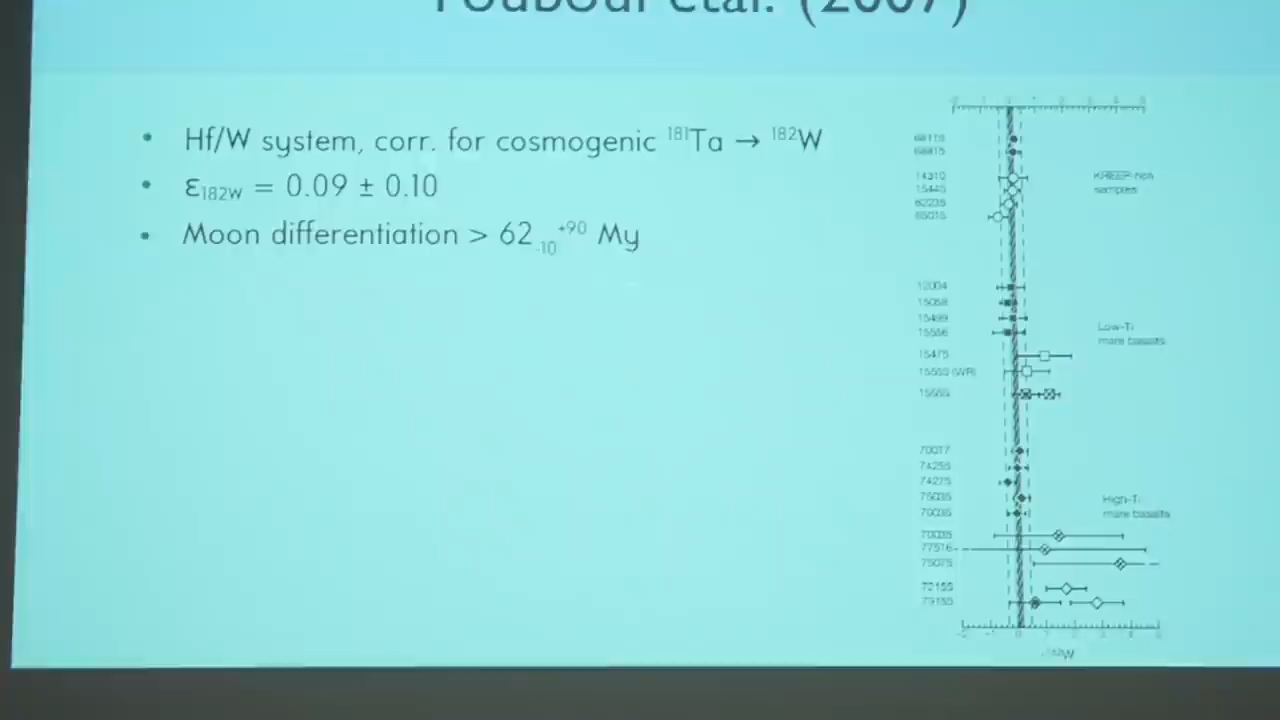 et al. (2007)
• Hf/W system, corr. for cosmogenic ¹⁸¹Ta → ¹⁸²W
• ε₁₈₂W = 0.09 ± 0.10
• Moon differentiation > 62 -10 +90 My
68115
68815
14310
KREEP-rich
15445
samples
62235
65015
12004
15058
15499
15556
Low-Ti
mare basalts
15475
15555 (WR)
15555
70017
74255
74275
75035
High-Ti
70035
mare basalts
70035
77516
75075
72155
79155